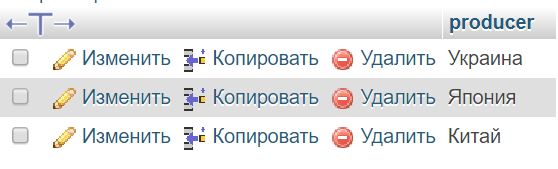 producer
Изменить Копировать Удалить Украина
Изменить Копировать Удалить Япония
Изменить Копировать Удалить Китай